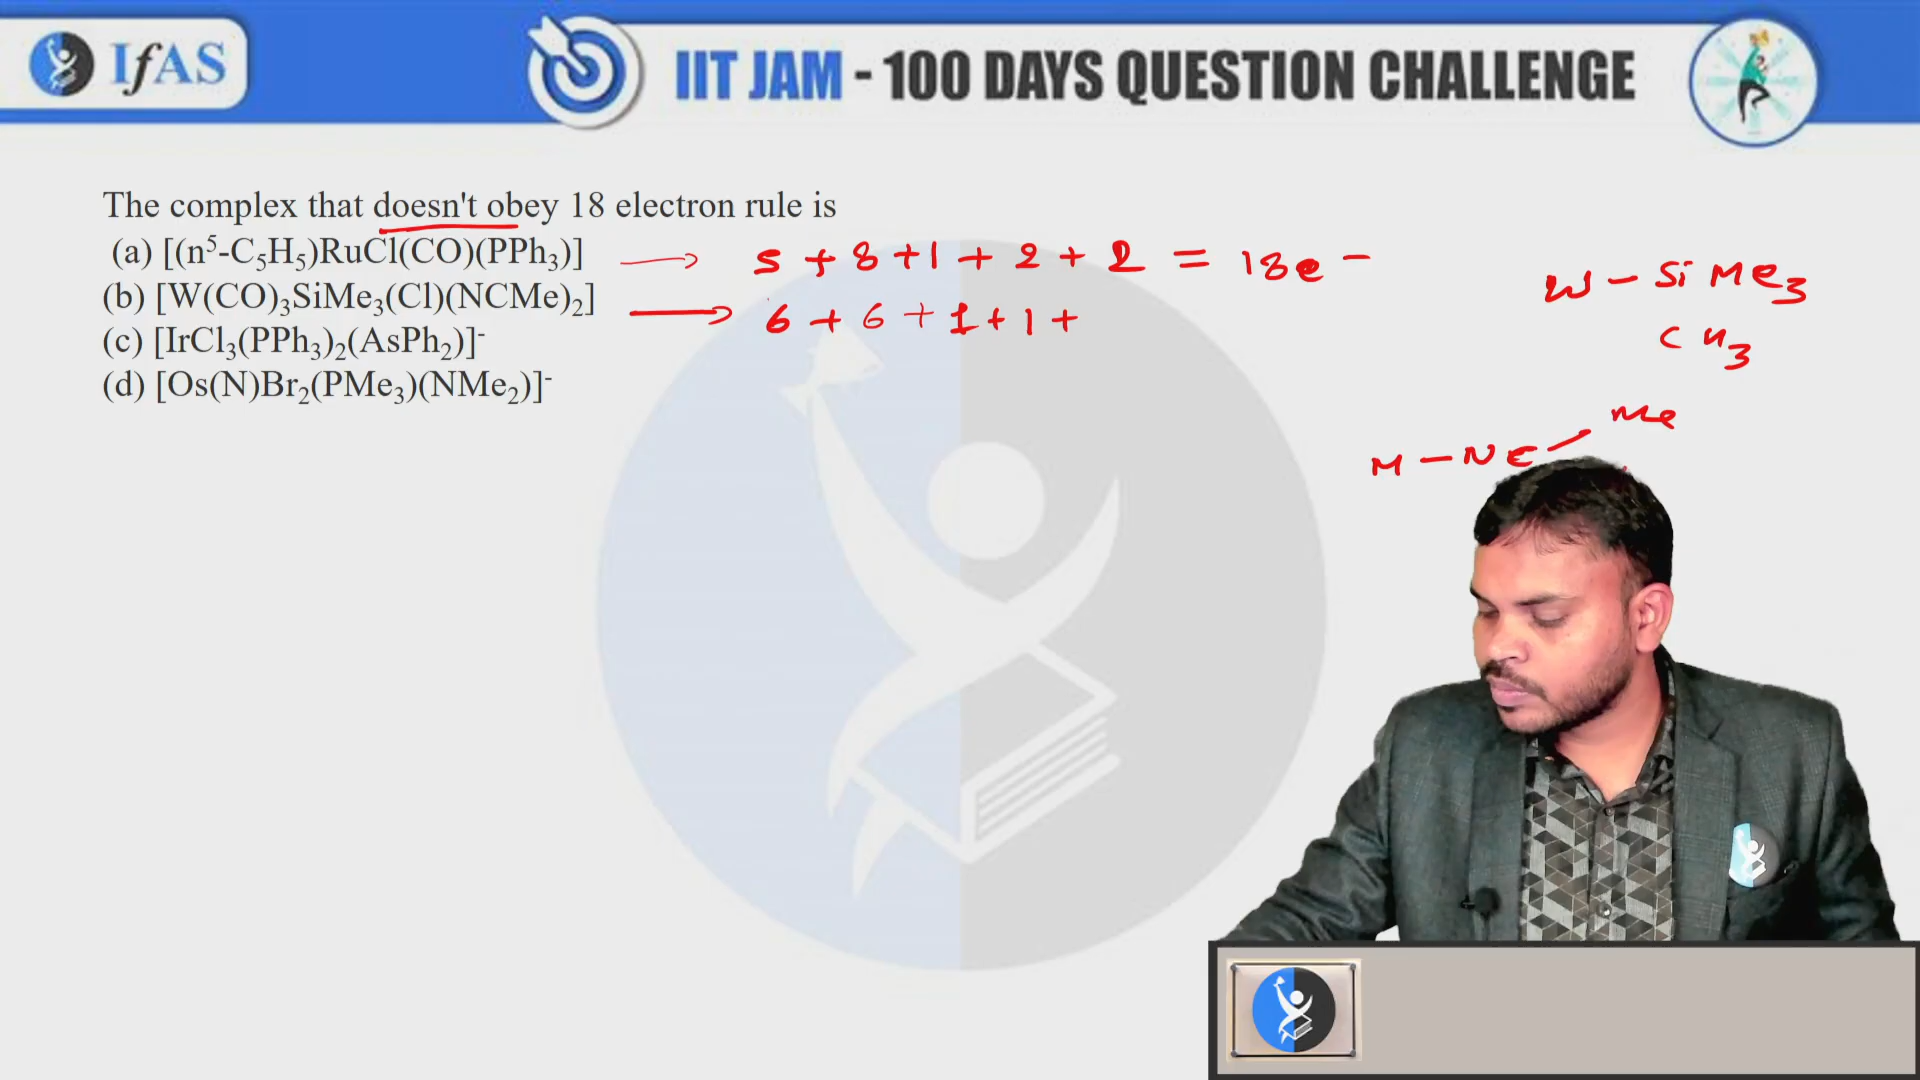 IfAS
IIT JAM - 100 DAYS QUESTION CHALLENGE
The complex that doesn't obey 18 electron rule is
(a) [(n⁵-C₅H₅)RuCl(CO)(PPh₃)] → 5 + 8 + 1 + 2 + 2 = 18e⁻
(b) [W(CO)₃SiMe₃(Cl)(NCMe)₂] → 6 + 6 + 1 + 1 +
(c) [IrCl₃(PPh₃)₂(AsPh₂)]⁻
(d) [Os(N)Br₂(PMe₃)(NMe₂)]⁻
W - SiMe₃
CH₃
Me